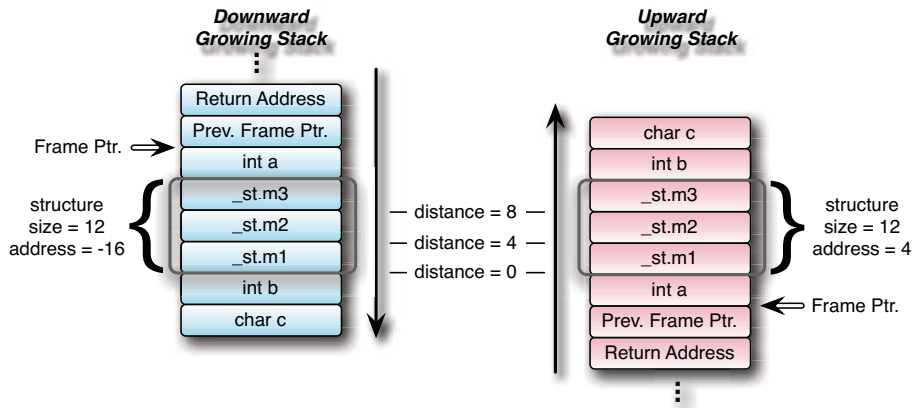 Downward
Growing Stack
Return Address
Prev. Frame Ptr.
int a
_st.m3
_st.m2
_st.m1
int b
char c
Frame Ptr.
structure
size = 12
address = -16
distance = 8
distance = 4
distance = 0
Upward
Growing Stack
char c
int b
_st.m3
_st.m2
_st.m1
int a
Prev. Frame Ptr.
Return Address
structure
size = 12
address = 4
Frame Ptr.